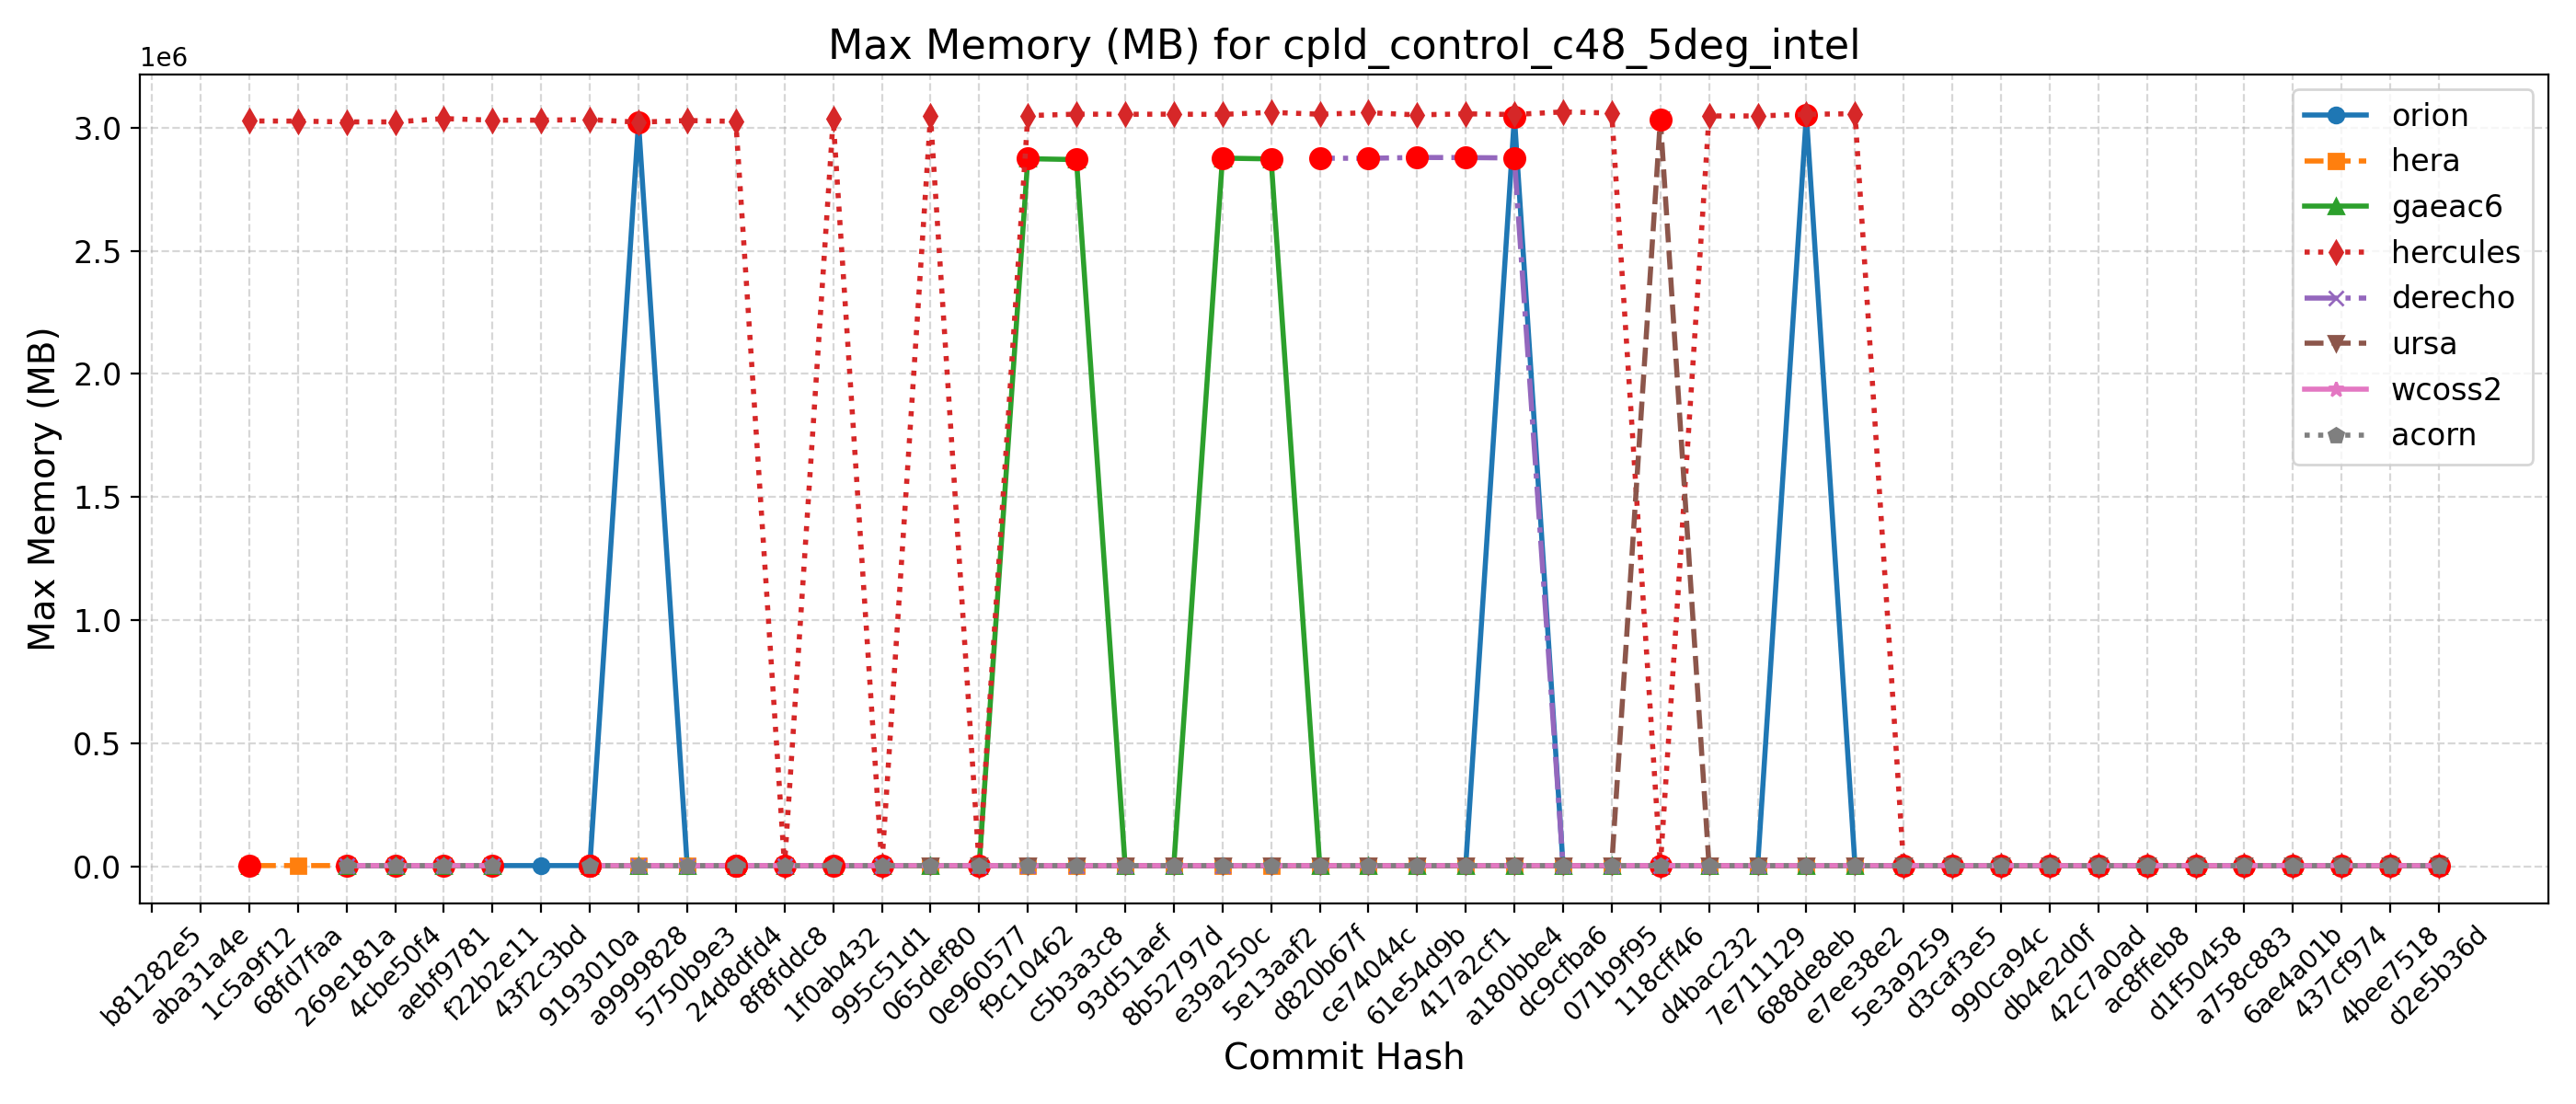 Max Memory (MB) for cpld_control_c48_5deg_intel
1e6
3.0
2.5
2.0
1.5
1.0
0.5
0.0
Max Memory (MB)
orion
hera
gaeac6
hercules
derecho
ursa
wcoss2
acorn
b81282e5
aba31a4e
1c5a9f12
68fd7faa
269e181a
4cbe50f4
aebf9781
f22b2e11
43f2c3bd
9193010a
a9999828
5750b9e3
24d8dfd4
8f8fddc8
1f0ab432
995c51d1
065def80
0e960577
f9c10462
c5b3a3c8
93d51aef
8b52797d
e39a250c
5e13aaf2
d820b67f
ce74044c
61e54d9b
417a2cf1
a180bbe4
dc9cfba6
071b9f95
118cff46
d4bac232
7e711129
688de8eb
e7ee38e2
5e3a9259
d3caf3e5
990ca94c
db4e2d0f
42c7a0ad
ac8ffeb8
d1f50458
a758c883
6ae4a01b
437cf974
4bee7518
d2e5b36d
Commit Hash